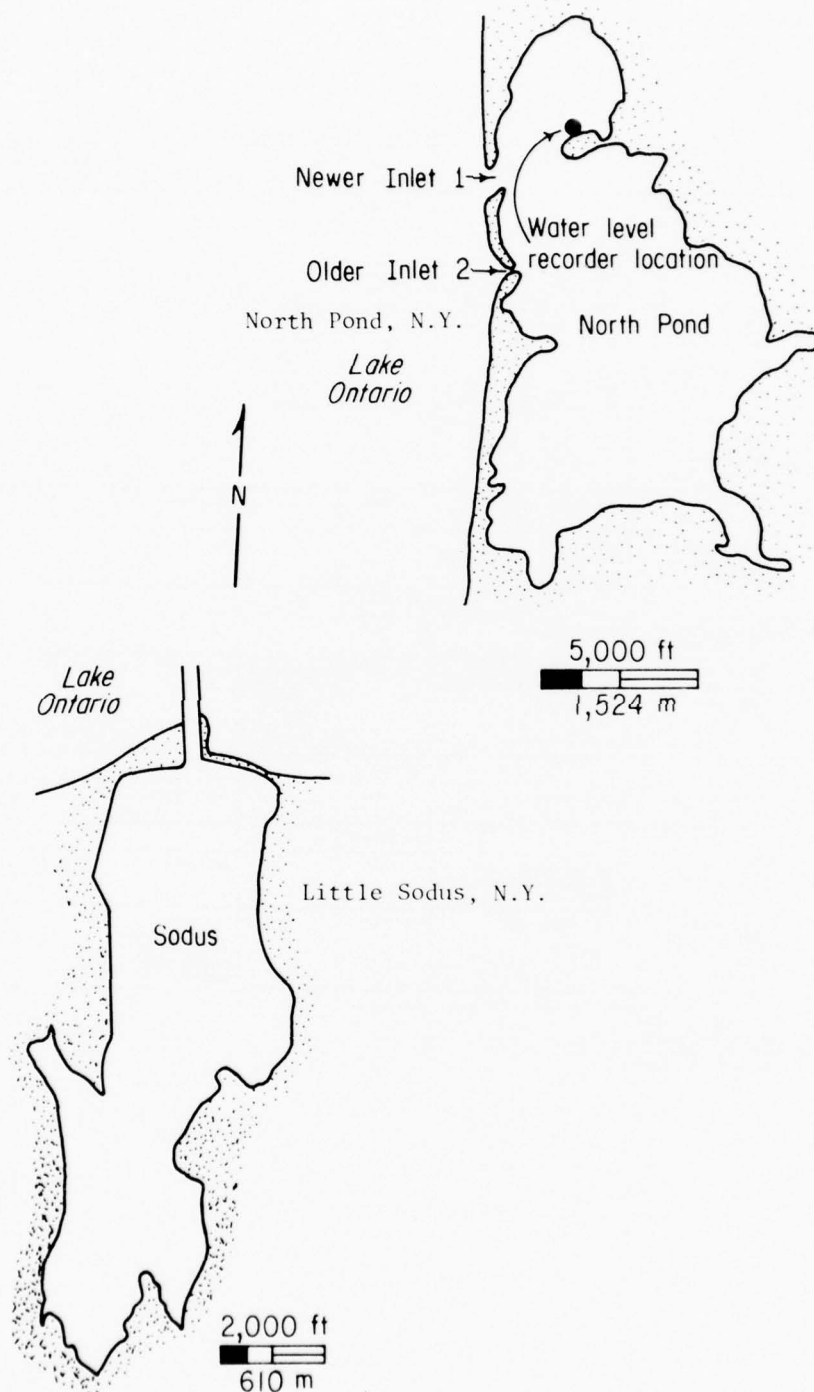 Newer Inlet 1
Water level
recorder location
Older Inlet 2
North Pond, N.Y.
North Pond
Lake
Ontario
N
5,000 ft
1,524 m
Lake
Ontario
Little Sodus, N.Y.
Sodus
2,000 ft
610 m